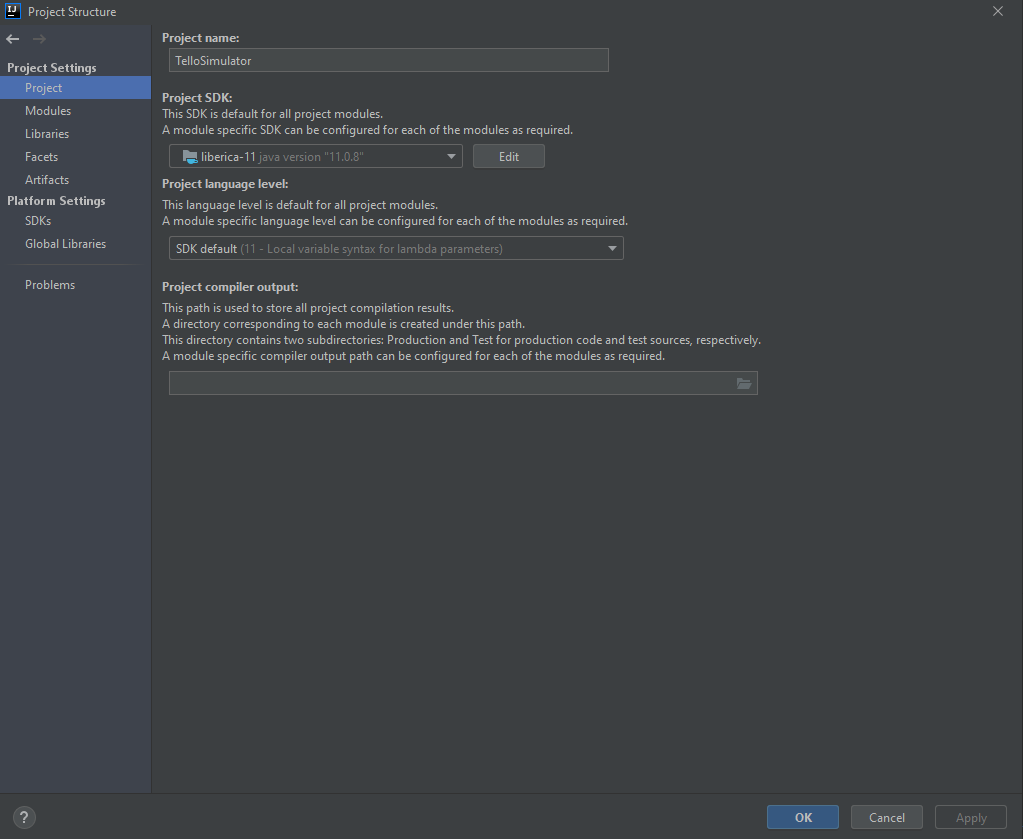 IJ Project Structure
Project Settings
Project
Modules
Libraries
Facets
Artifacts
Platform Settings
SDKs
Global Libraries
Problems
Project name:
TelloSimulator
Project SDK:
This SDK is default for all project modules.
A module specific SDK can be configured for each of the modules as required.
liberica-11 java version "11.0.8" Edit
Project language level:
This language level is default for all project modules.
A module specific language level can be configured for each of the modules as required.
SDK default (11 - Local variable syntax for lambda parameters)
Project compiler output:
This path is used to store all project compilation results.
A directory corresponding to each module is created under this path.
This directory contains two subdirectories: Production and Test for production code and test sources, respectively.
A module specific compiler output path can be configured for each of the modules as required.
? OK Cancel Apply